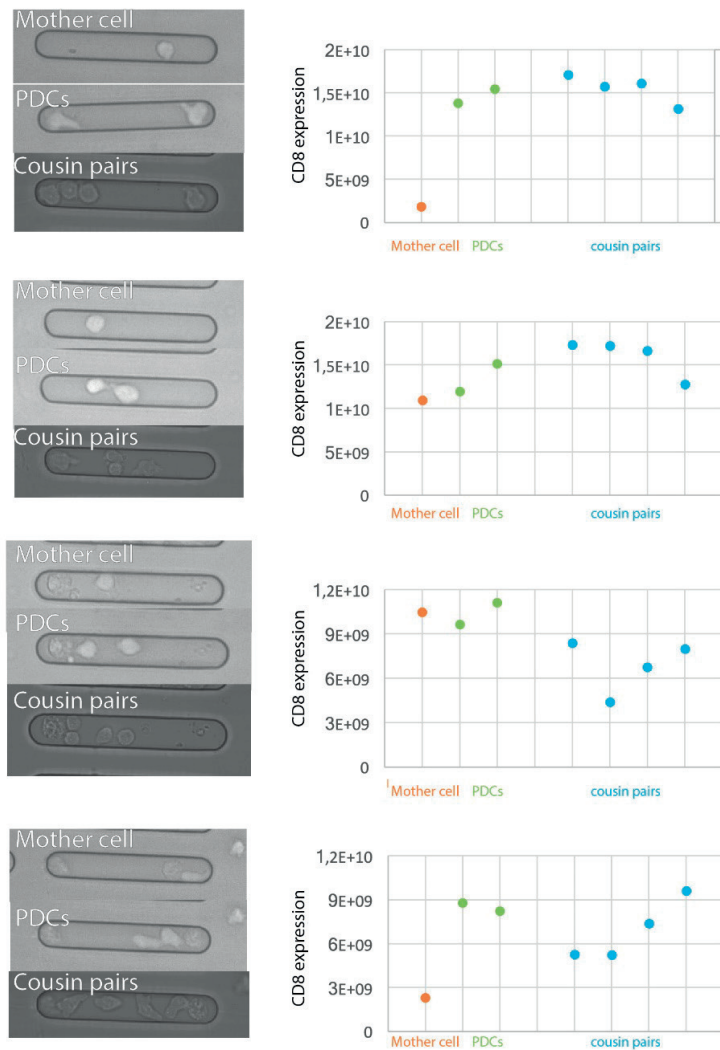 Mother cell
PDCs
Cousin pairs
CD8 expression
2E+10
1,5E+10
1E+10
5E+09
0
Mother cell PDCs cousin pairs
Mother cell
PDCs
Cousin pairs
CD8 expression
2E+10
1,5E+10
1E+10
5E+09
0
Mother cell PDCs cousin pairs
Mother cell
PDCs
Cousin pairs
CD8 expression
1,2E+10
9E+09
6E+09
3E+09
0
Mother cell PDCs cousin pairs
Mother cell
PDCs
Cousin pairs
CD8 expression
1,2E+10
9E+09
6E+09
3E+09
0
Mother cell PDCs cousin pairs